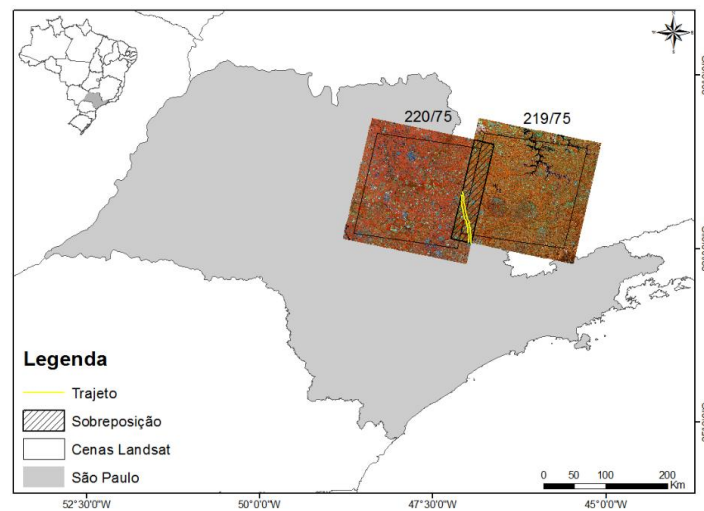 220/75
219/75
Legenda
Trajeto
Sobreposição
Cenas Landsat
São Paulo
0 50 100 200
Km
52°30'0"W 50°0'0"W 47°30'0"W 45°0'0"W